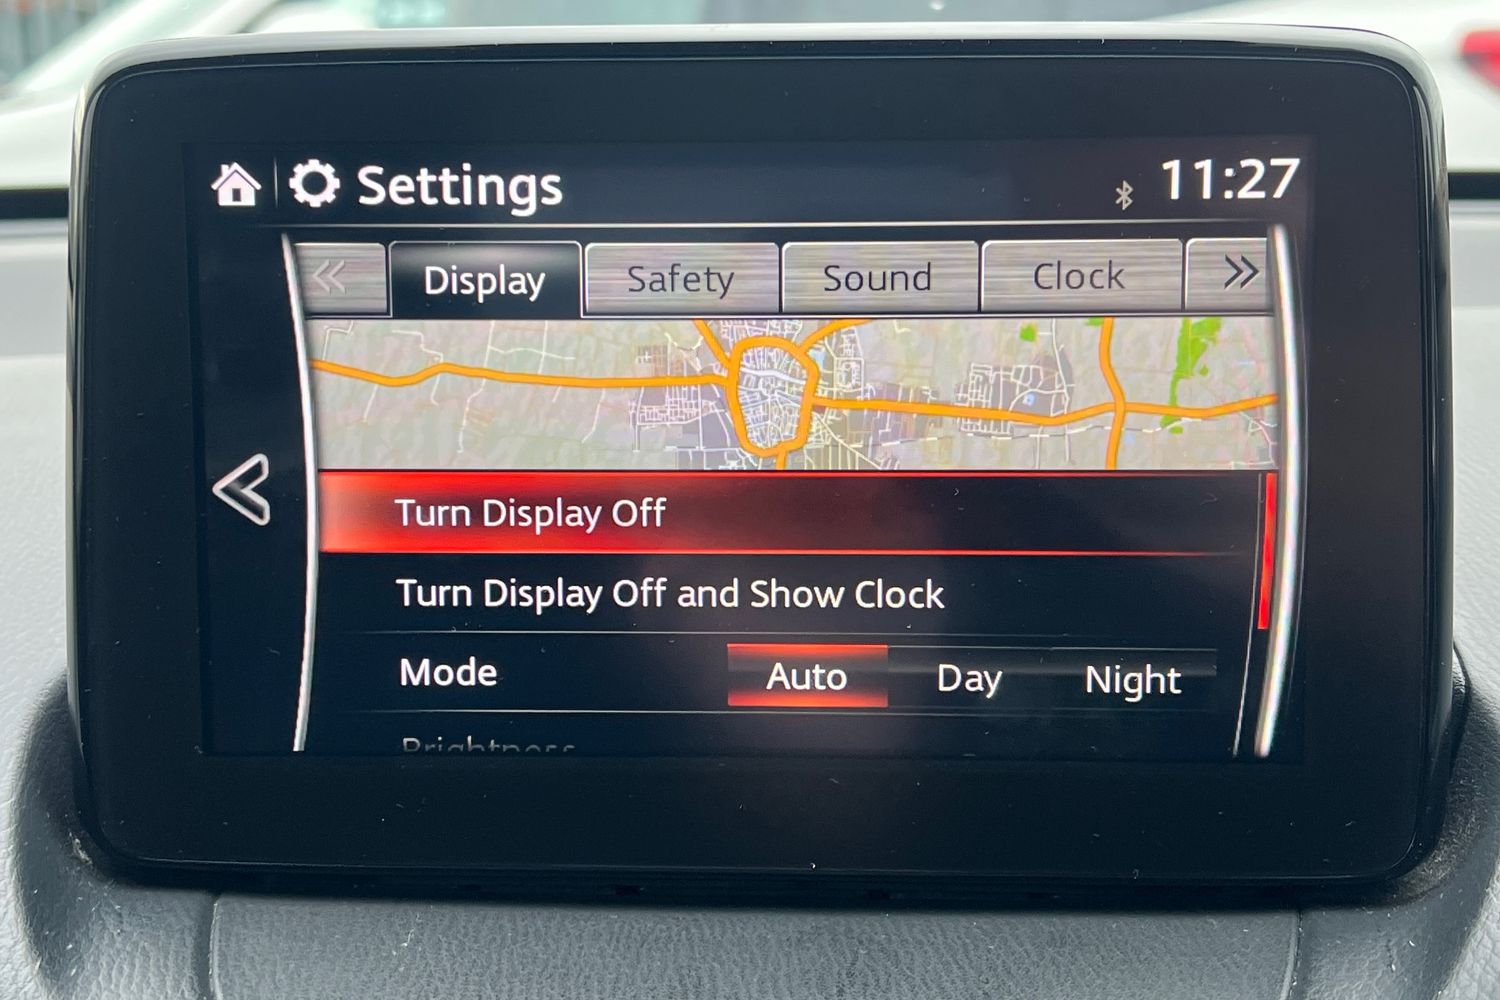 Settings 11:27
Display Safety Sound Clock
Turn Display Off
Turn Display Off and Show Clock
Mode Auto Day Night
Brightness